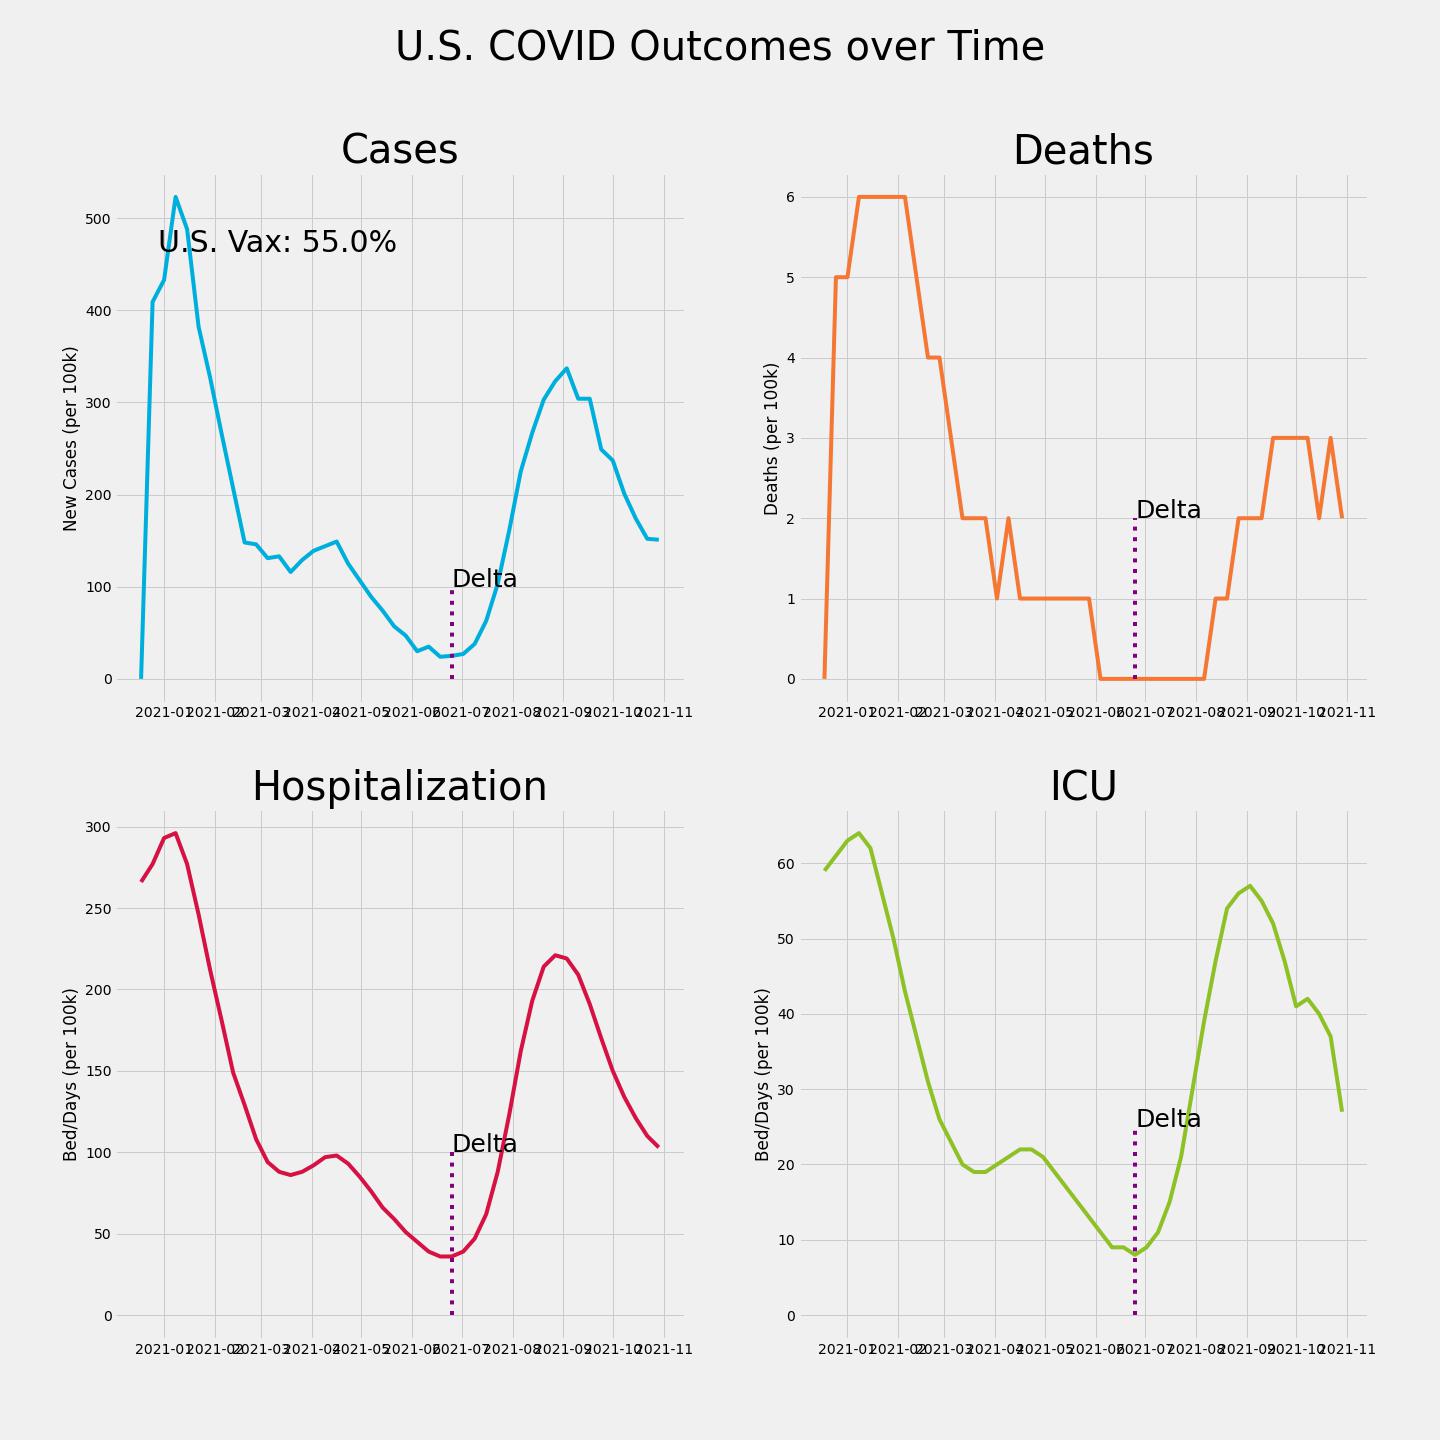 U.S. COVID Outcomes over Time
Cases
New Cases (per 100k)
500
400
300
200
100
0
U.S. Vax: 55.0%
Delta
2021-01 2021-02 2021-03 2021-04 2021-05 2021-06 2021-07 2021-08 2021-09 2021-10 2021-11
Deaths
Deaths (per 100k)
6
5
4
3
2
1
0
Delta
2021-01 2021-02 2021-03 2021-04 2021-05 2021-06 2021-07 2021-08 2021-09 2021-10 2021-11
Hospitalization
Bed/Days (per 100k)
300
250
200
150
100
50
0
Delta
2021-01 2021-02 2021-03 2021-04 2021-05 2021-06 2021-07 2021-08 2021-09 2021-10 2021-11
ICU
Bed/Days (per 100k)
60
50
40
30
20
10
0
Delta
2021-01 2021-02 2021-03 2021-04 2021-05 2021-06 2021-07 2021-08 2021-09 2021-10 2021-11